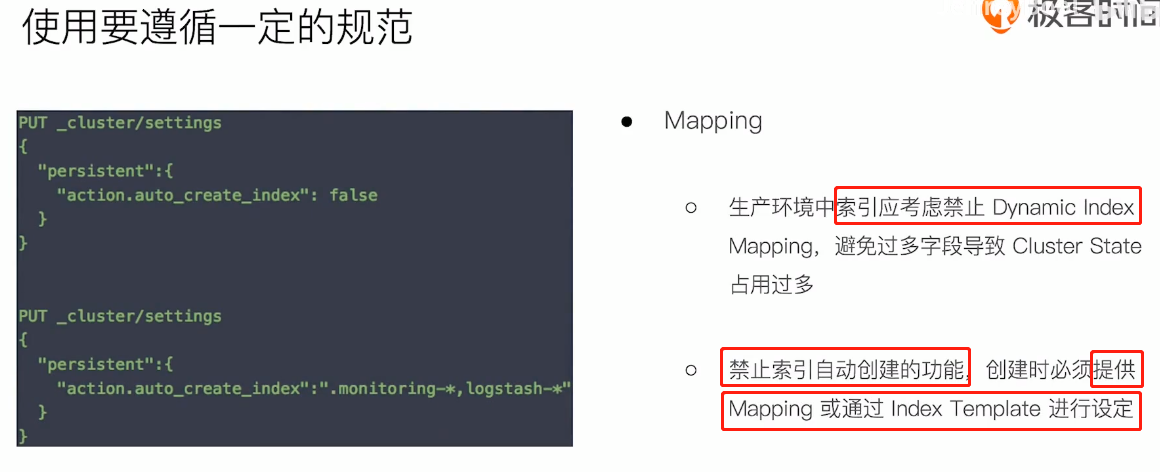 使用要遵循一定的规范
极客时间
PUT _cluster/settings
{
"persistent":{
"action.auto_create_index": false
}
}
PUT _cluster/settings
{
"persistent":{
"action.auto_create_index":".monitoring-*,logstash-*"
}
}
● Mapping
○ 生产环境中索引应考虑禁止 Dynamic Index
Mapping，避免过多字段导致 Cluster State
占用过多
○ 禁止索引自动创建的功能，创建时必须提供
Mapping 或通过 Index Template 进行设定